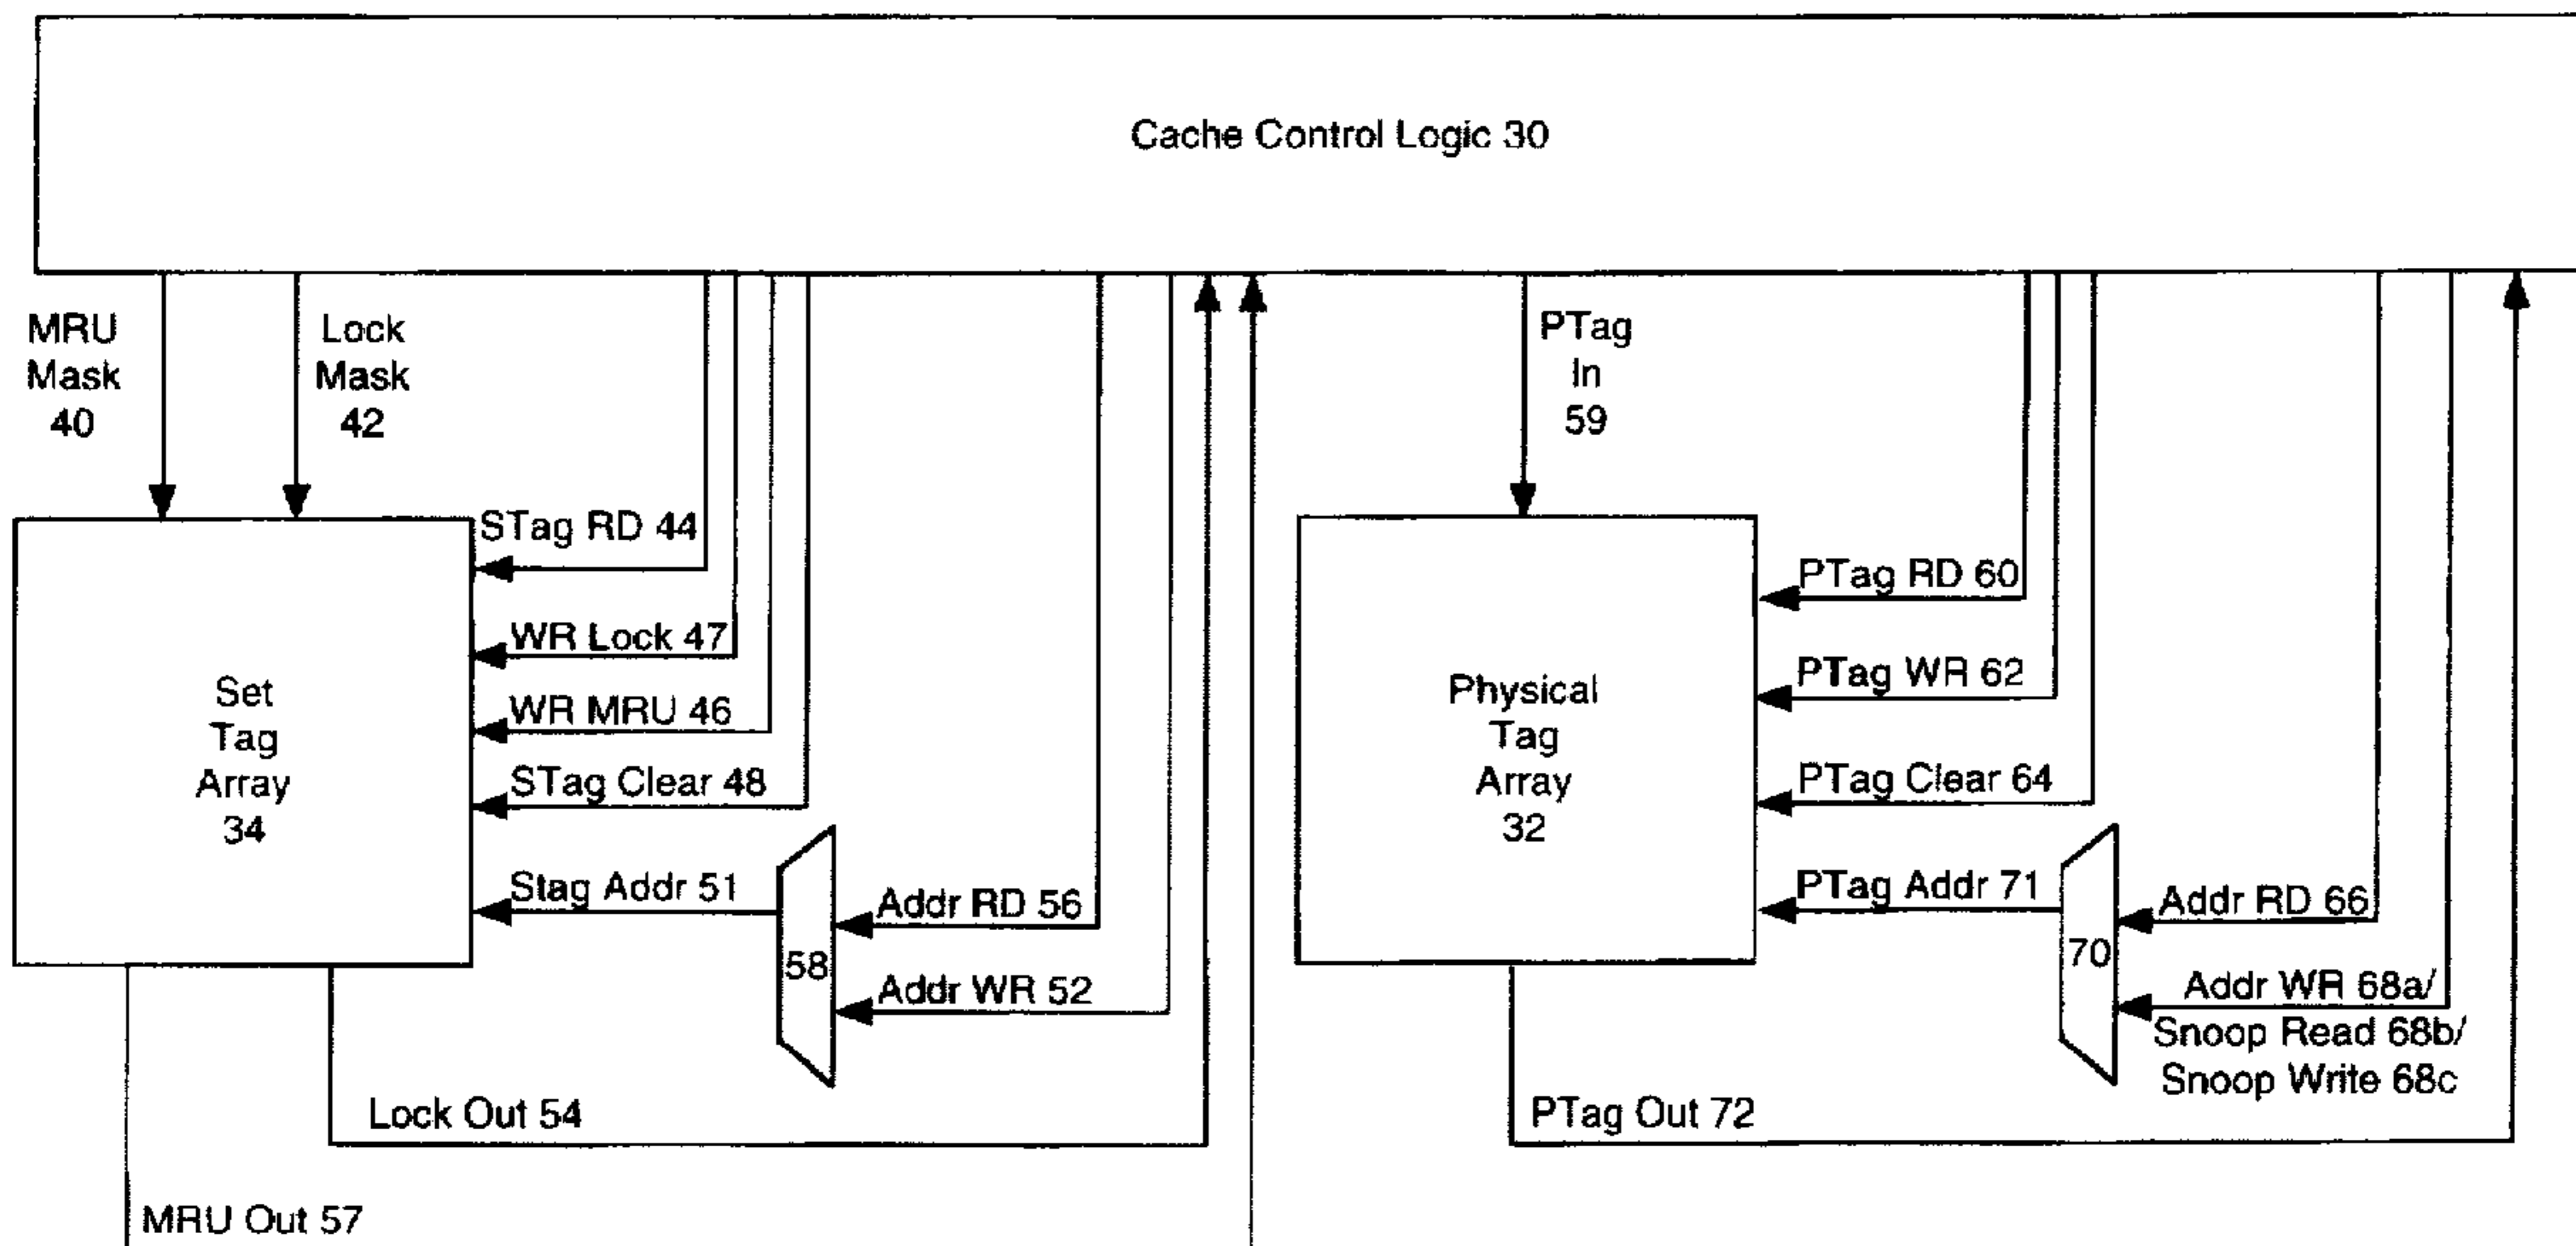 Cache Control Logic 30
MRU
Mask
40
Lock
Mask
42
PTag
In
59
STag RD 44
WR Lock 47
WR MRU 46
STag Clear 48
Stag Addr 51
Set
Tag
Array
34
58
Addr RD 56
Addr WR 52
Lock Out 54
MRU Out 57
Physical
Tag
Array
32
PTag RD 60
PTag WR 62
PTag Clear 64
PTag Addr 71
70
Addr RD 66
Addr WR 68a/
Snoop Read 68b/
Snoop Write 68c
PTag Out 72